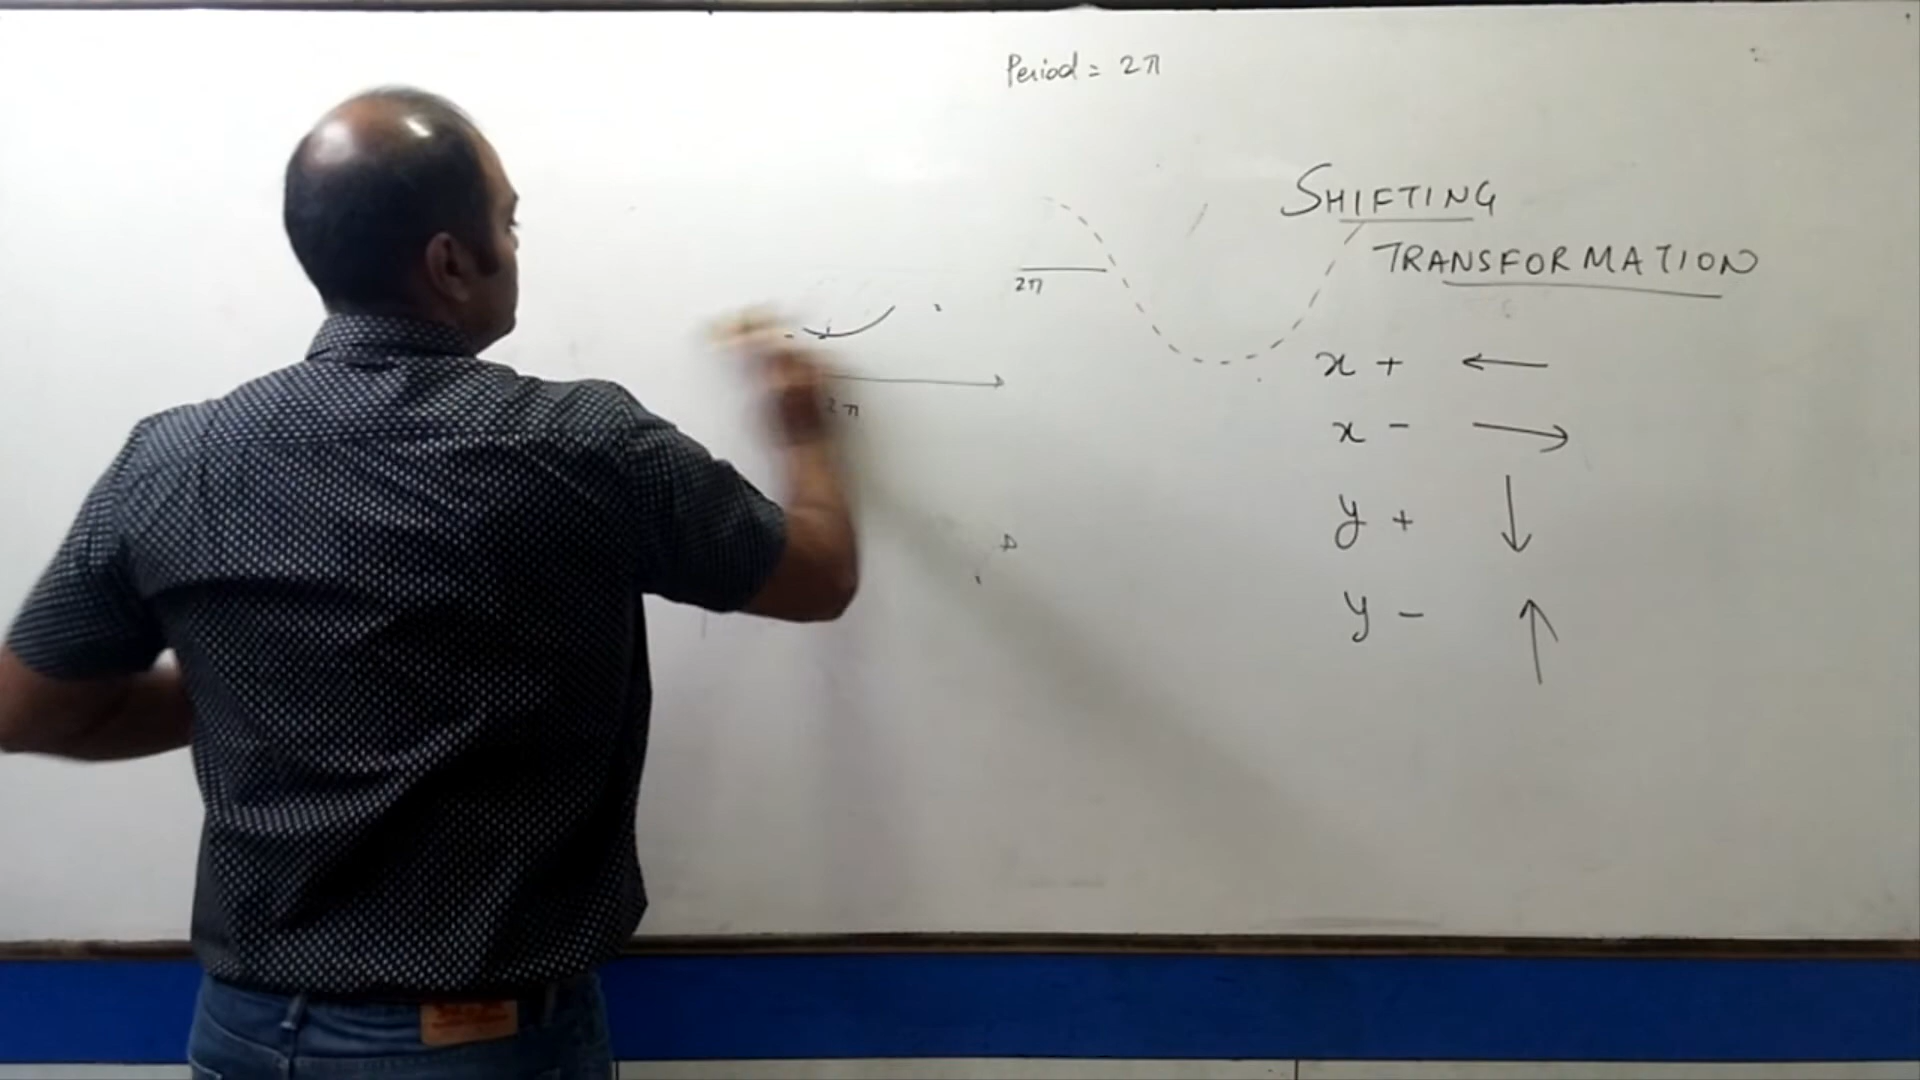 Period = 2π
SHIFTING
TRANSFORMATION
2π
x + ←
2π
x - →
y + ↓
y - ↑